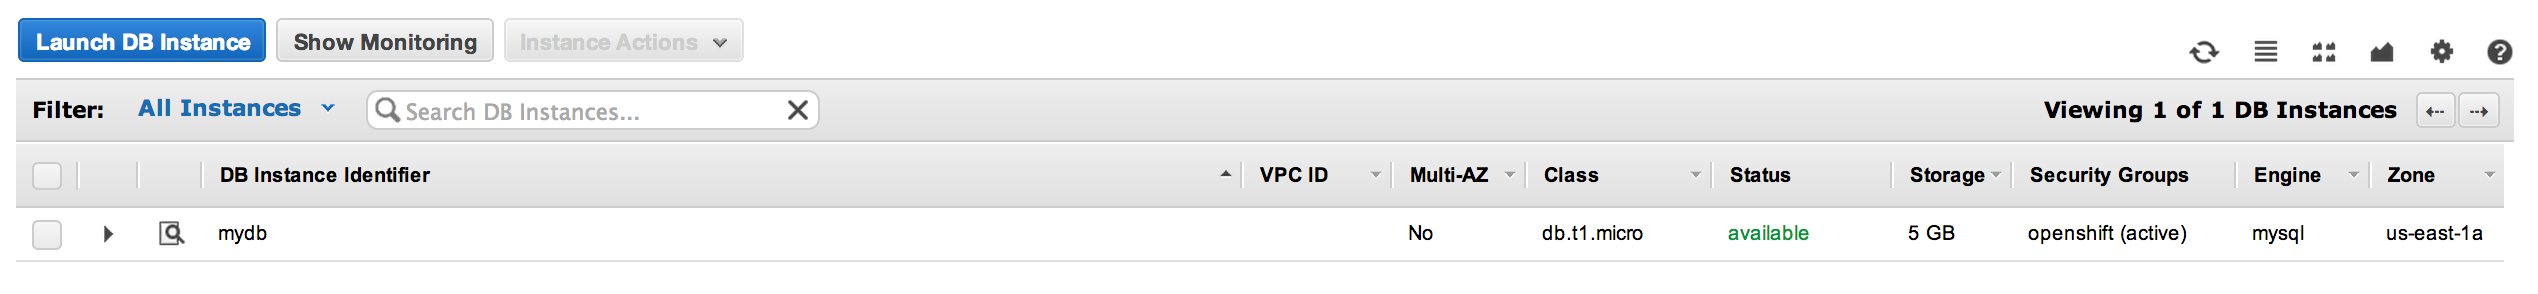 Launch DB Instance Show Monitoring Instance Actions
Filter: All Instances Search DB Instances... Viewing 1 of 1 DB Instances
DB Instance Identifier VPC ID Multi-AZ Class Status Storage Security Groups Engine Zone
mydb No db.t1.micro available 5 GB openshift (active) mysql us-east-1a